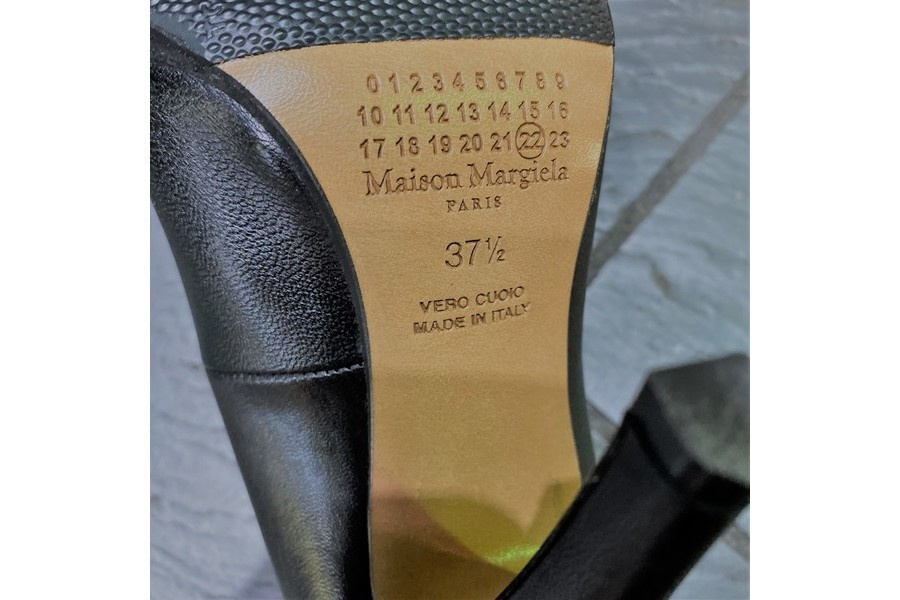 0 1 2 3 4 5 6 7 8 9
10 11 12 13 14 15 16
17 18 19 20 21 22 23
Maison Margiela
PARIS
37½
VERO CUOIO
MADE IN ITALY